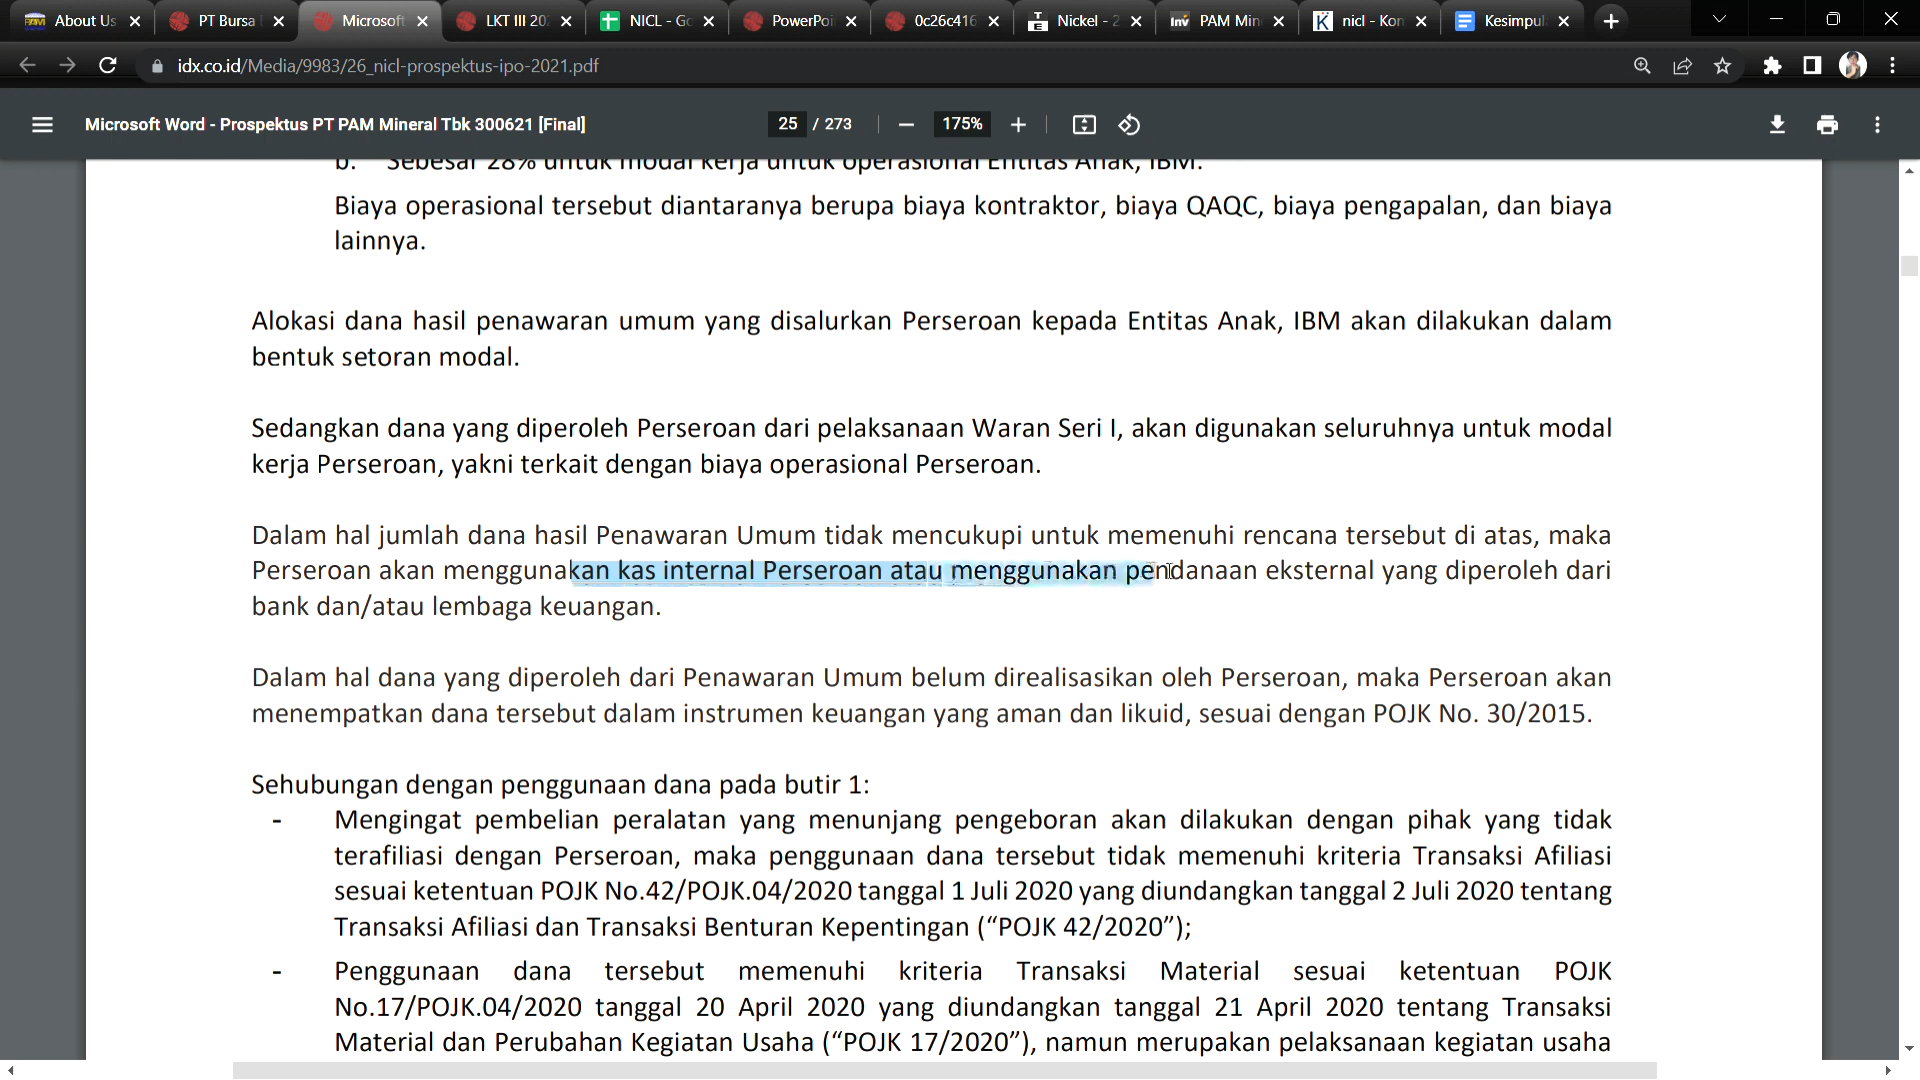 About Us
PT Bursa
Microsoft
LKT III 202
NICL - Go
PowerPoi
0c26c416
Nickel - 2
PAM Min
nicl - Kon
Kesimpul
idx.co.id/Media/9983/26_nicl-prospektus-ipo-2021.pdf
Microsoft Word - Prospektus PT PAM Mineral Tbk 300621 [Final]
25 / 273
175%
b. Sebesar 28% untuk modal kerja untuk operasional Entitas Anak, IBM.
Biaya operasional tersebut diantaranya berupa biaya kontraktor, biaya QAQC, biaya pengapalan, dan biaya
lainnya.
Alokasi dana hasil penawaran umum yang disalurkan Perseroan kepada Entitas Anak, IBM akan dilakukan dalam
bentuk setoran modal.
Sedangkan dana yang diperoleh Perseroan dari pelaksanaan Waran Seri I, akan digunakan seluruhnya untuk modal
kerja Perseroan, yakni terkait dengan biaya operasional Perseroan.
Dalam hal jumlah dana hasil Penawaran Umum tidak mencukupi untuk memenuhi rencana tersebut di atas, maka
Perseroan akan menggunakan kas internal Perseroan atau menggunakan pendanaan eksternal yang diperoleh dari
bank dan/atau lembaga keuangan.
Dalam hal dana yang diperoleh dari Penawaran Umum belum direalisasikan oleh Perseroan, maka Perseroan akan
menempatkan dana tersebut dalam instrumen keuangan yang aman dan likuid, sesuai dengan POJK No. 30/2015.
Sehubungan dengan penggunaan dana pada butir 1:
- Mengingat pembelian peralatan yang menunjang pengeboran akan dilakukan dengan pihak yang tidak
terafiliasi dengan Perseroan, maka penggunaan dana tersebut tidak memenuhi kriteria Transaksi Afiliasi
sesuai ketentuan POJK No.42/POJK.04/2020 tanggal 1 Juli 2020 yang diundangkan tanggal 2 Juli 2020 tentang
Transaksi Afiliasi dan Transaksi Benturan Kepentingan (“POJK 42/2020”);
- Penggunaan dana tersebut memenuhi kriteria Transaksi Material sesuai ketentuan POJK
No.17/POJK.04/2020 tanggal 20 April 2020 yang diundangkan tanggal 21 April 2020 tentang Transaksi
Material dan Perubahan Kegiatan Usaha (“POJK 17/2020”), namun merupakan pelaksanaan kegiatan usaha